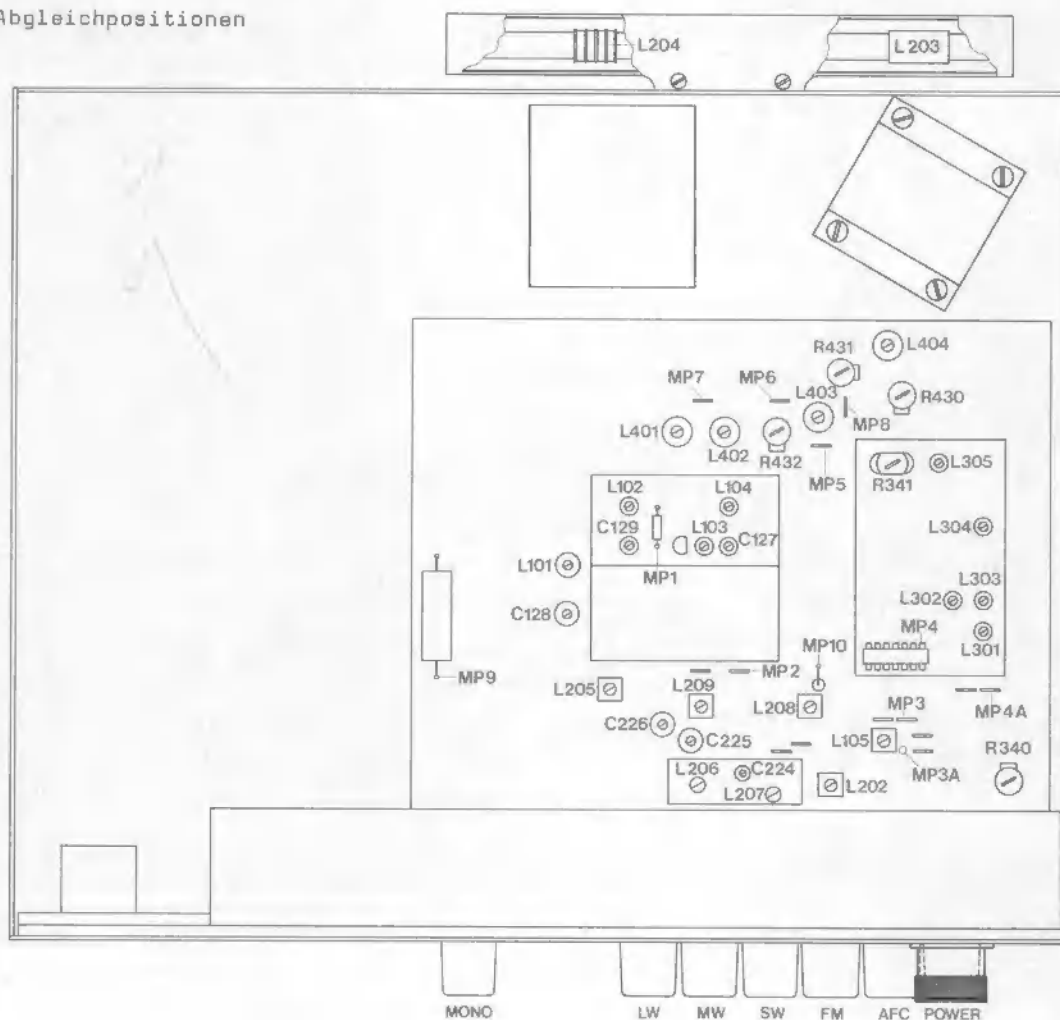 Abgleichpositionen
L204
L203
R431
L404
MP7
MP6
L403
R430
MP8
L401
L402
R432
MP5
R341
L305
L102
L104
C129
L103
C127
L304
MP1
L101
L302
L303
C128
MP4
L301
MP10
MP9
MP2
L205
L209
L208
MP3
MP4A
C226
C225
L105
R340
MP3A
L206
C224
L207
L202
MONO
LW
MW
SW
FM
AFC
POWER